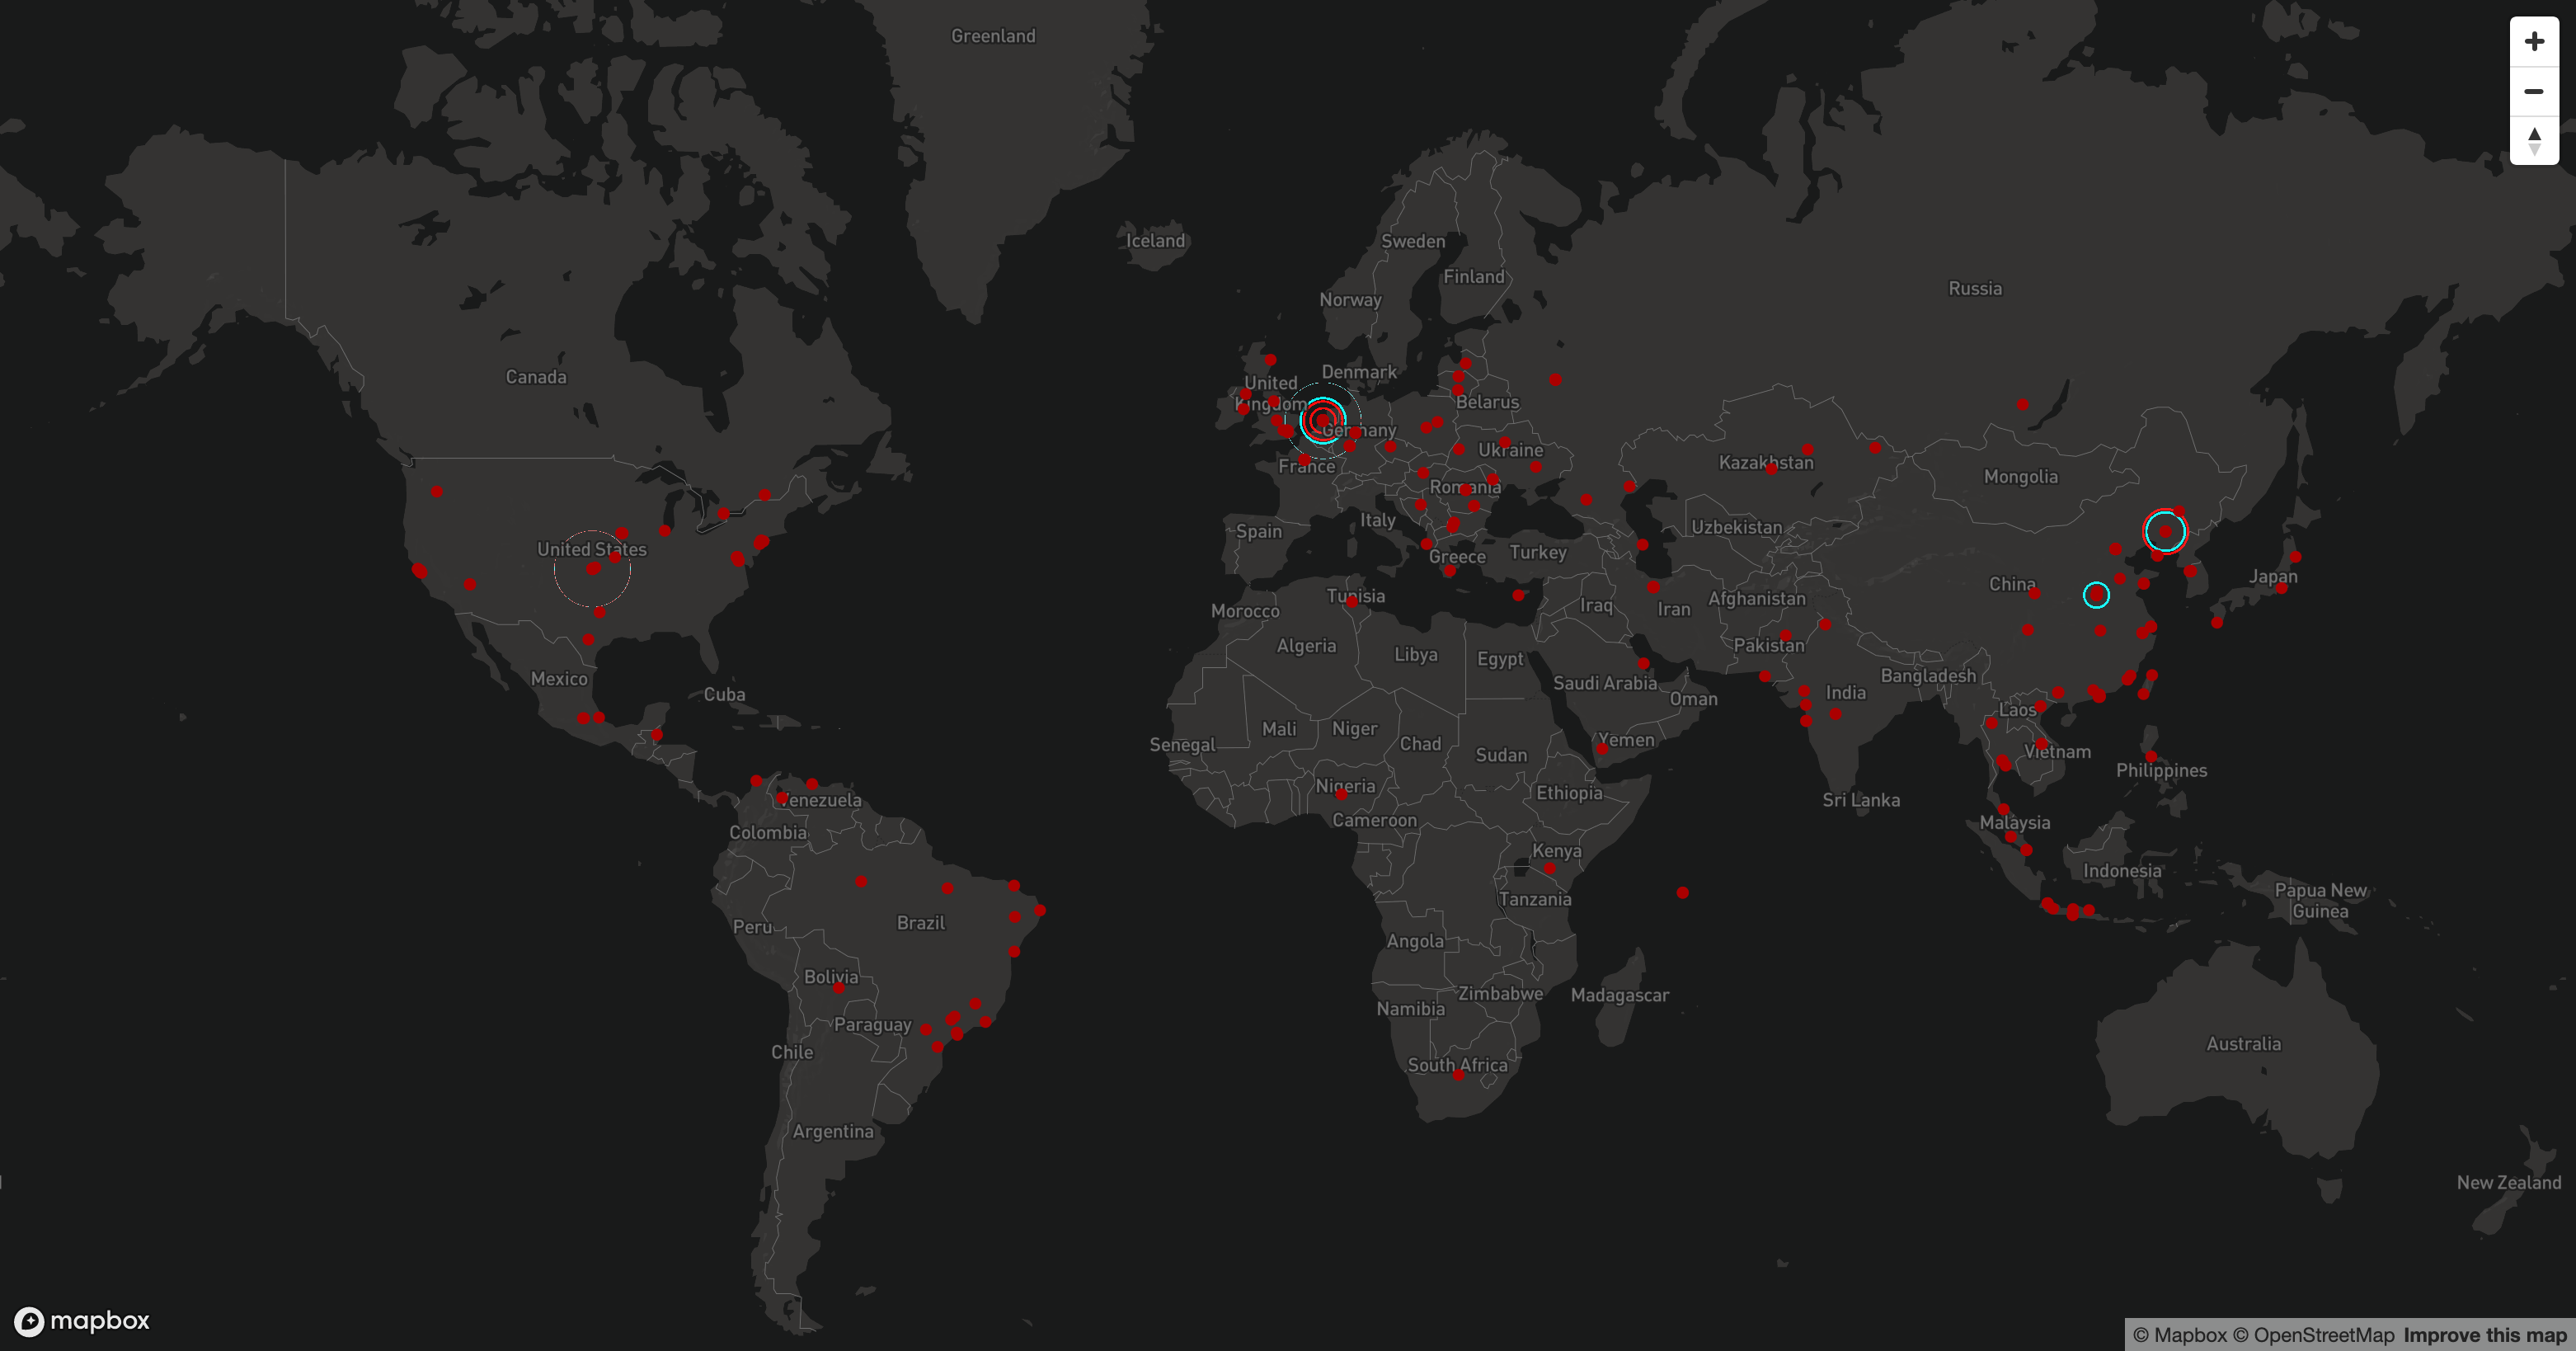 Greenland
Iceland
Sweden
Finland
Norway
Russia
Canada
Denmark
United
Kingdom
Belarus
Germany
Ukraine
France
Kazakhstan
Mongolia
Romania
Italy
Spain
Uzbekistan
United States
Greece
Turkey
Japan
China
Tunisia
Morocco
Iraq
Iran
Afghanistan
Algeria
Pakistan
Libya
Egypt
Mexico
Cuba
Saudi Arabia
Bangladesh
India
Oman
Laos
Mali
Niger
Senegal
Chad
Sudan
Yemen
Vietnam
Philippines
Nigeria
Ethiopia
Venezuela
Sri Lanka
Cameroon
Malaysia
Colombia
Kenya
Indonesia
Papua New
Guinea
Tanzania
Peru
Brazil
Angola
Bolivia
Zimbabwe
Madagascar
Namibia
Paraguay
Chile
Australia
South Africa
Argentina
New Zealand
mapbox
© Mapbox © OpenStreetMap Improve this map